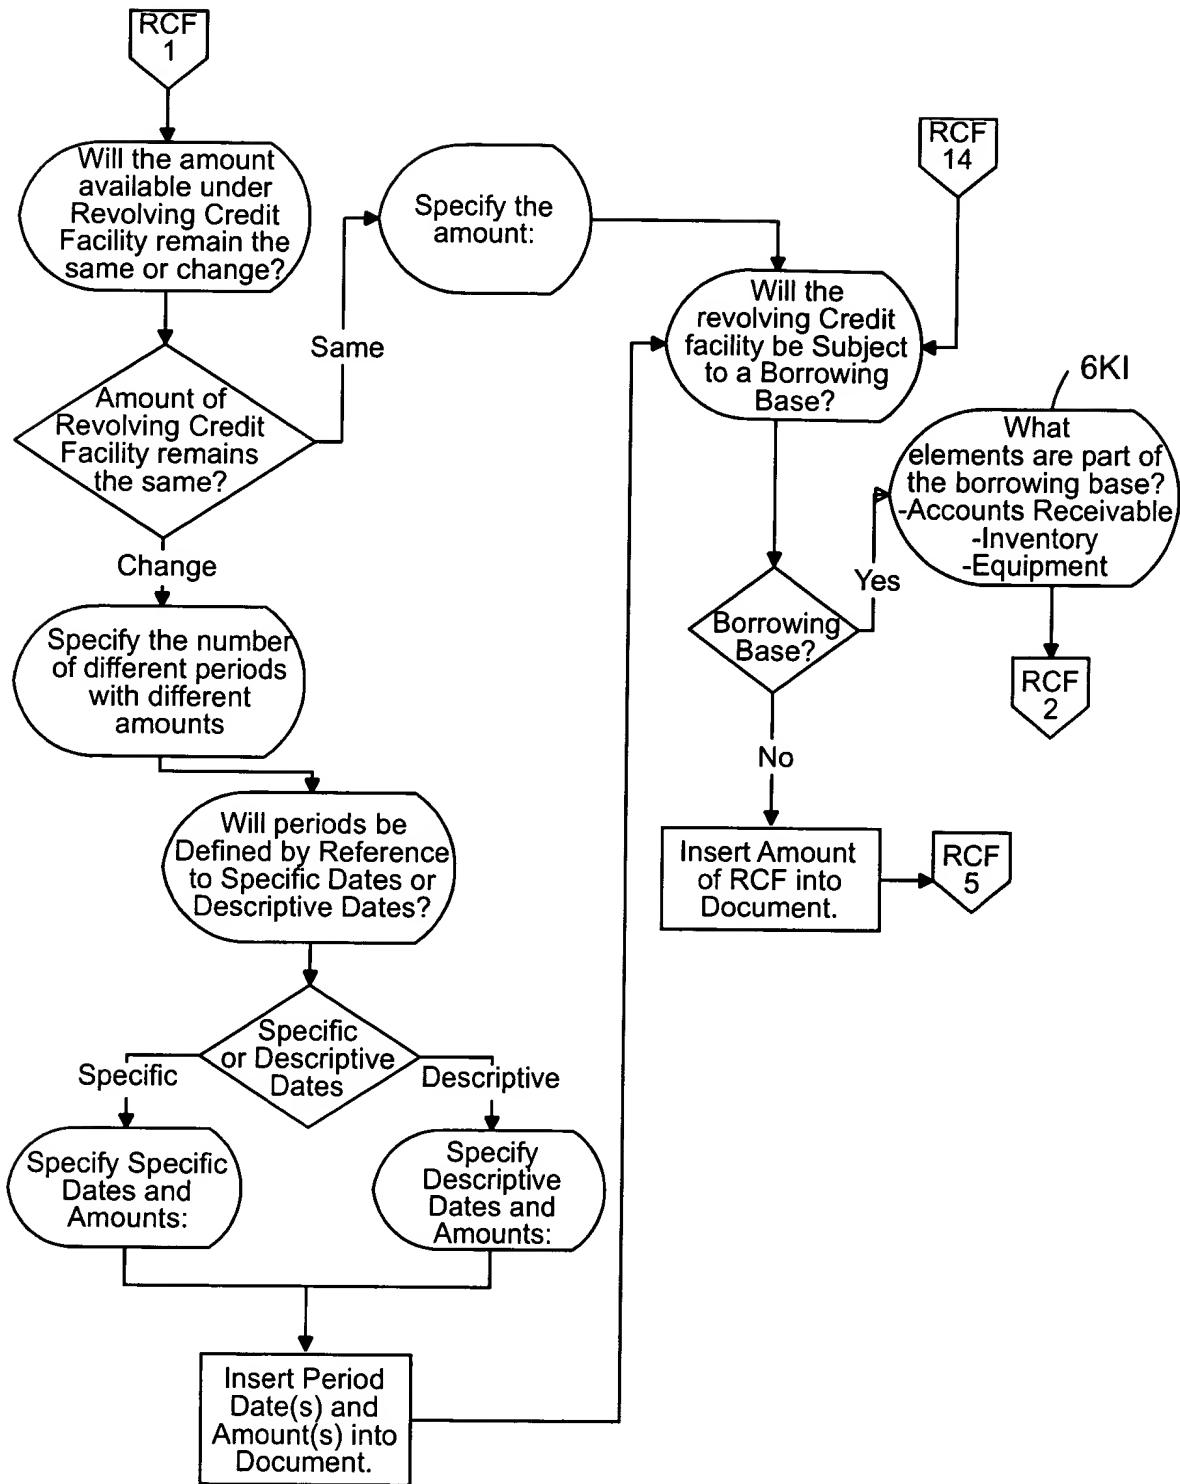 RCF
1
Will the amount
available under
Revolving Credit
Facility remain the
same or change?
Amount of
Revolving Credit
Facility remains
the same?
Same
Specify the
amount:
Change
Specify the number
of different periods
with different
amounts
Will periods be
Defined by Reference
to Specific Dates or
Descriptive Dates?
Specific
or Descriptive
Dates
Specific
Descriptive
Specify Specific
Dates and
Amounts:
Specify
Descriptive
Dates and
Amounts:
Insert Period
Date(s) and
Amount(s) into
Document.
RCF
14
Will the
revolving Credit
facility be Subject
to a Borrowing
Base?
Borrowing
Base?
Yes
6KI
What
elements are part of
the borrowing base?
-Accounts Receivable
-Inventory
-Equipment
RCF
2
No
Insert Amount
of RCF into
Document.
RCF
5